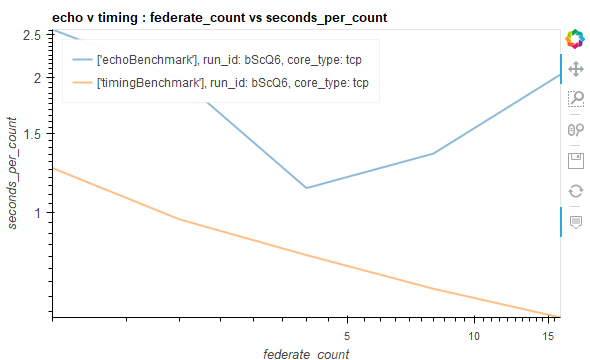 echo v timing : federate_count vs seconds_per_count
['echoBenchmark'], run_id: bScQ6, core_type: tcp
['timingBenchmark'], run_id: bScQ6, core_type: tcp
seconds_per_count
2.5
2
1.5
1
5
10
15
federate_count